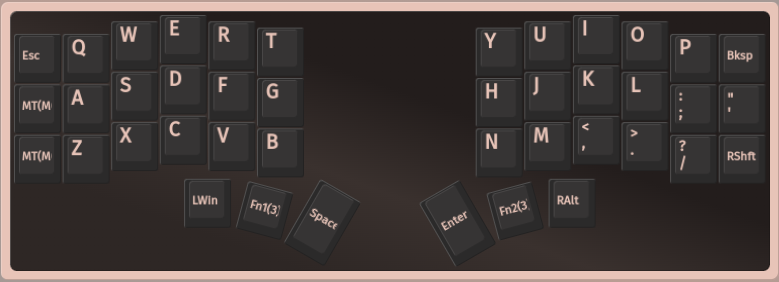 Esc Q W E R T Y U I O P Bksp
MT(M A S D F G H J K L : ; " '
MT(M Z X C V B N M < , > . ? / RShft
LWin Fn1(3) Space Enter Fn2(3 RAlt